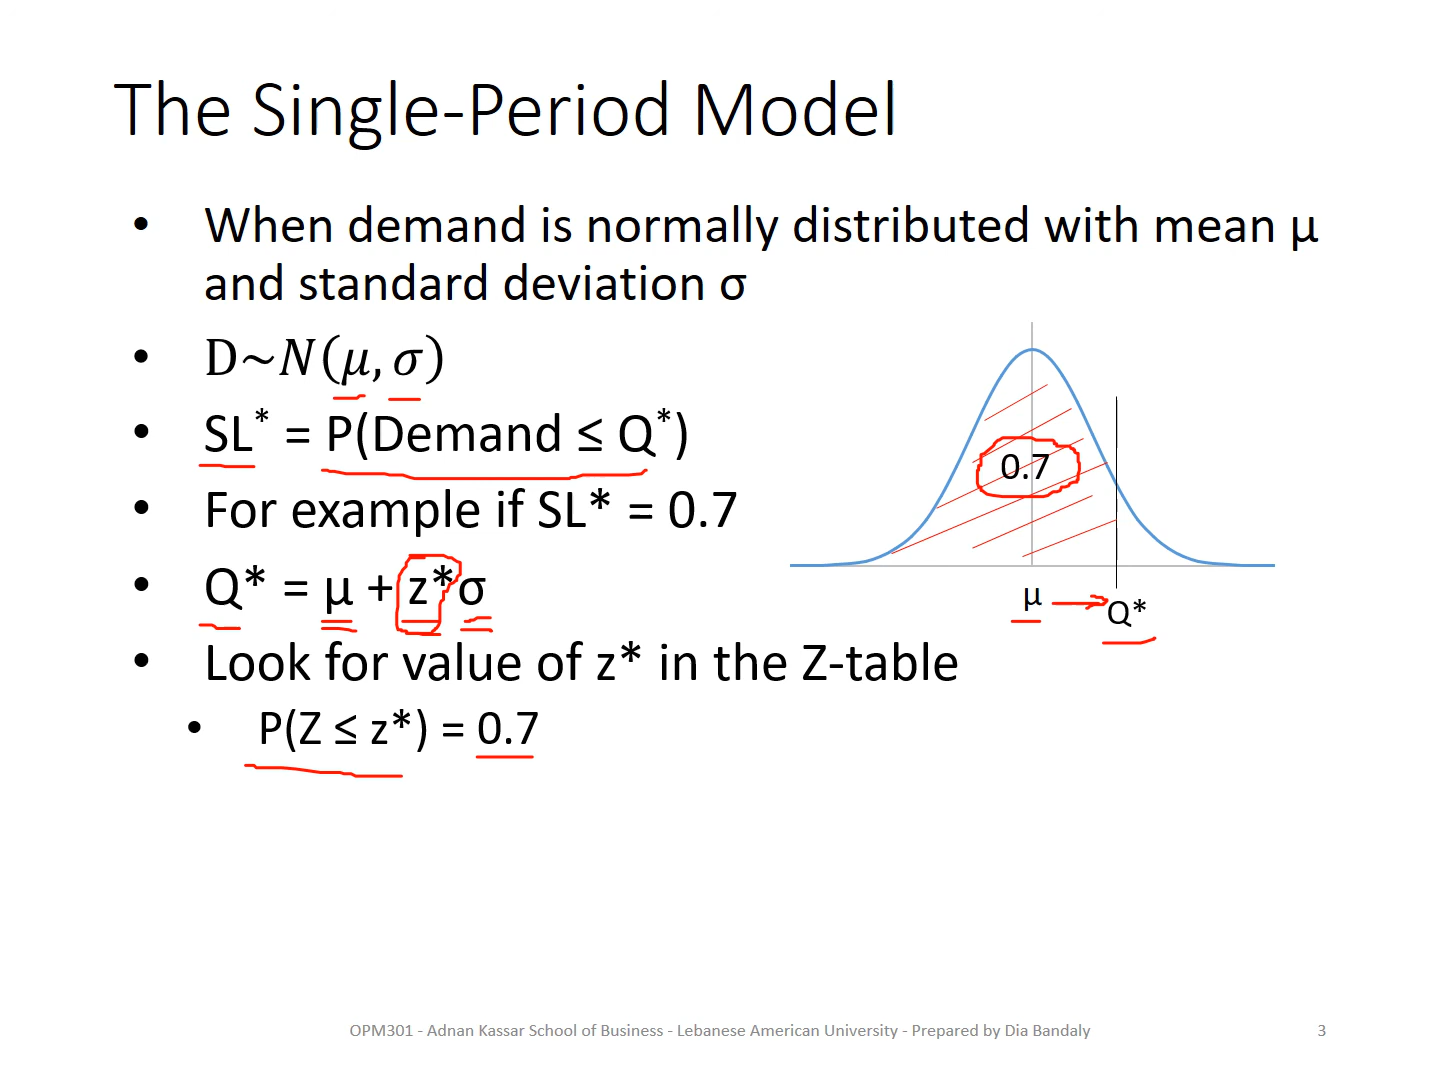 The Single-Period Model
• When demand is normally distributed with mean μ
and standard deviation σ
• D~N(μ, σ)
• SL* = P(Demand ≤ Q*)
• For example if SL* = 0.7
• Q* = μ + z*σ
• Look for value of z* in the Z-table
• P(Z ≤ z*) = 0.7
0.7
μ
Q*
OPM301 - Adnan Kassar School of Business - Lebanese American University - Prepared by Dia Bandaly
3